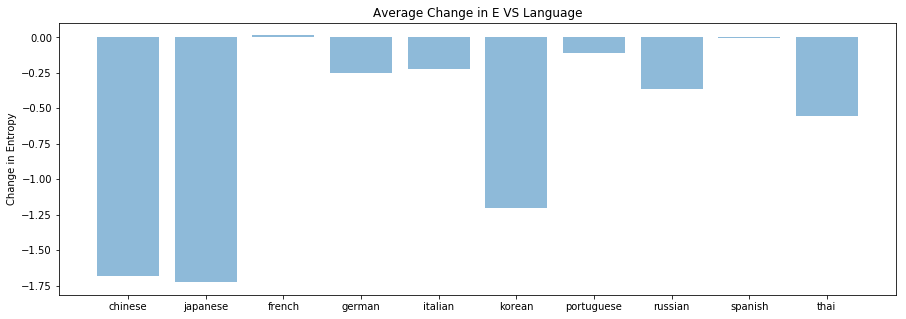 Average Change in E VS Language
Change in Entropy
0.00
−0.25
−0.50
−0.75
−1.00
−1.25
−1.50
−1.75
chinese
japanese
french
german
italian
korean
portuguese
russian
spanish
thai